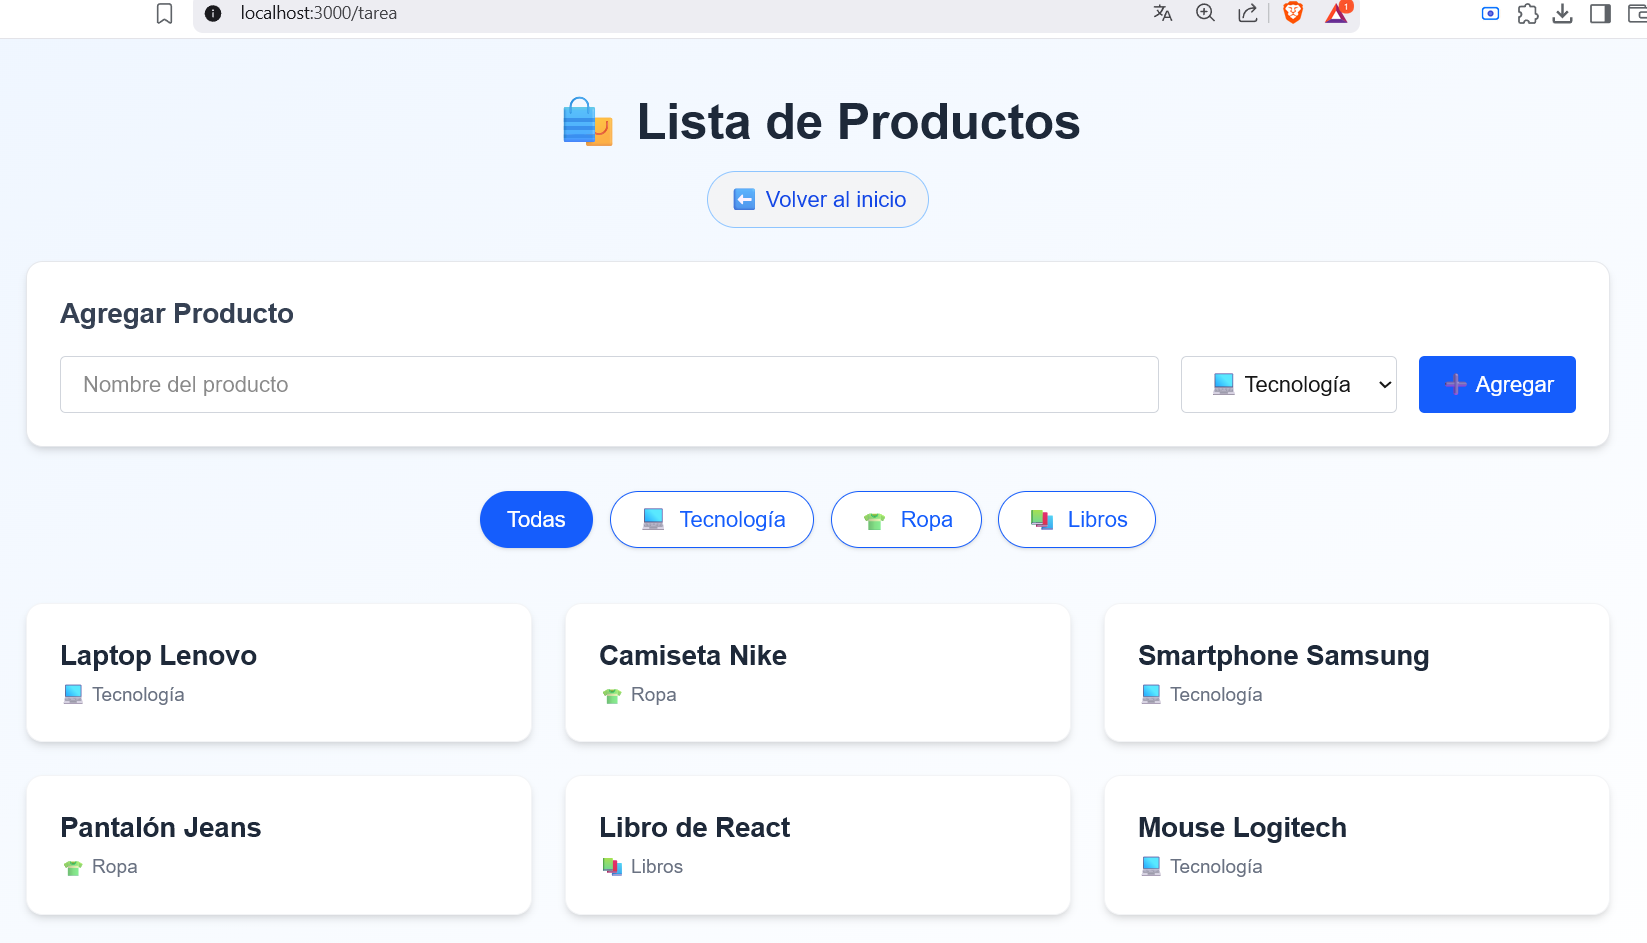 localhost:3000/tarea
1
Lista de Productos
Volver al inicio
Agregar Producto
Nombre del producto
Tecnología
Agregar
Todas
Tecnología
Ropa
Libros
Laptop Lenovo
Tecnología
Camiseta Nike
Ropa
Smartphone Samsung
Tecnología
Pantalón Jeans
Ropa
Libro de React
Libros
Mouse Logitech
Tecnología